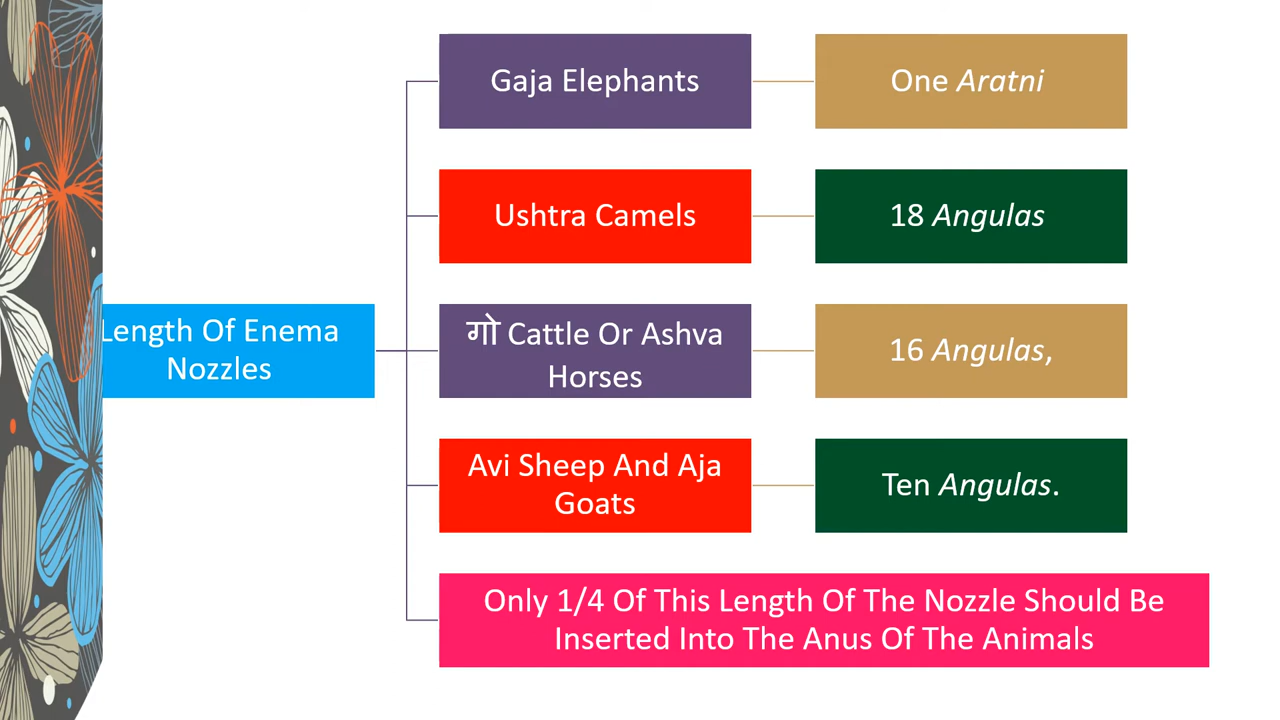 Gaja Elephants
One Aratni
Ushtra Camels
18 Angulas
Length Of Enema
Nozzles
गो Cattle Or Ashva
Horses
16 Angulas,
Avi Sheep And Aja
Goats
Ten Angulas.
Only 1/4 Of This Length Of The Nozzle Should Be
Inserted Into The Anus Of The Animals